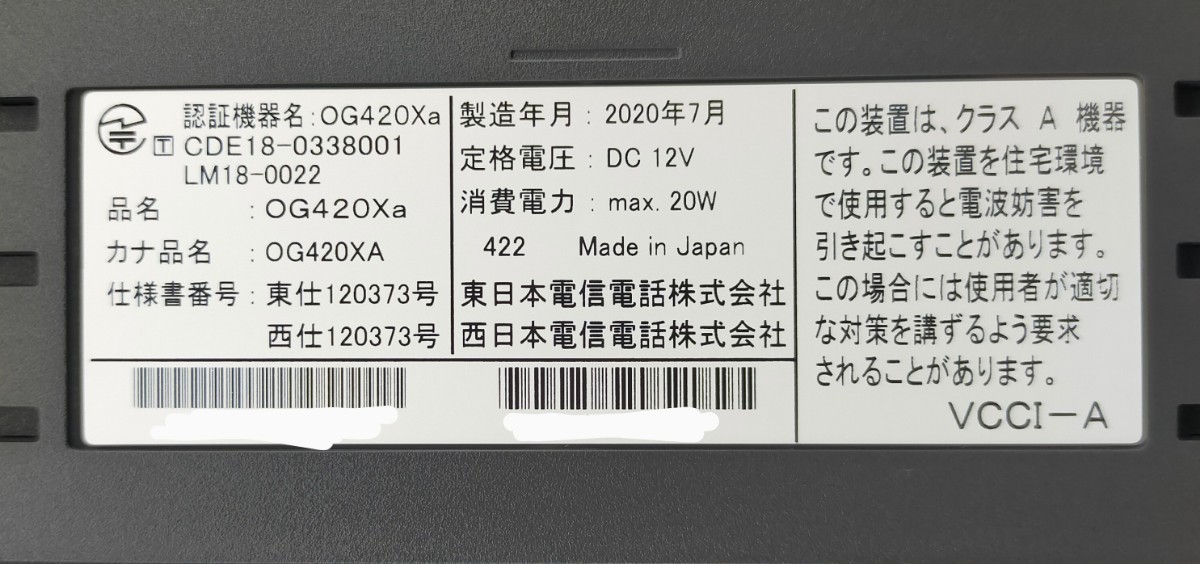 認証機器名:OG420Xa
T CDE18-0338001
LM18-0022
品名 : OG420Xa
カナ品名 : OG420XA
仕様書番号 : 東仕120373号
西仕120373号
製造年月 : 2020年7月
定格電圧 : DC 12V
消費電力 : max. 20W
422 Made in Japan
東日本電信電話株式会社
西日本電信電話株式会社
この装置は、クラス A 機器
です。この装置を住宅環境
で使用すると電波妨害を
引き起こすことがあります。
この場合には使用者が適切
な対策を講ずるよう要求
されることがあります。
VCCI-A